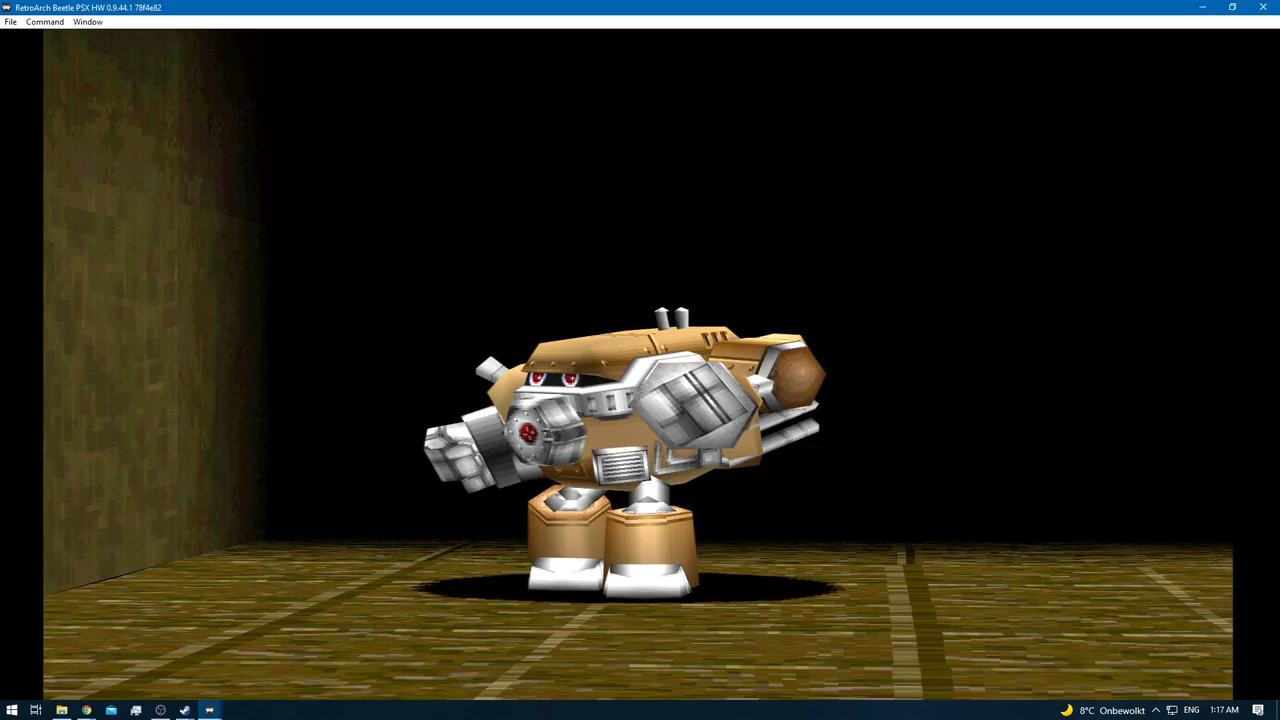 RetroArch Beetle PSX HW 0.9.44.1 78f4e82
File Command Window
8°C Onbewolkt ENG 1:17 AM